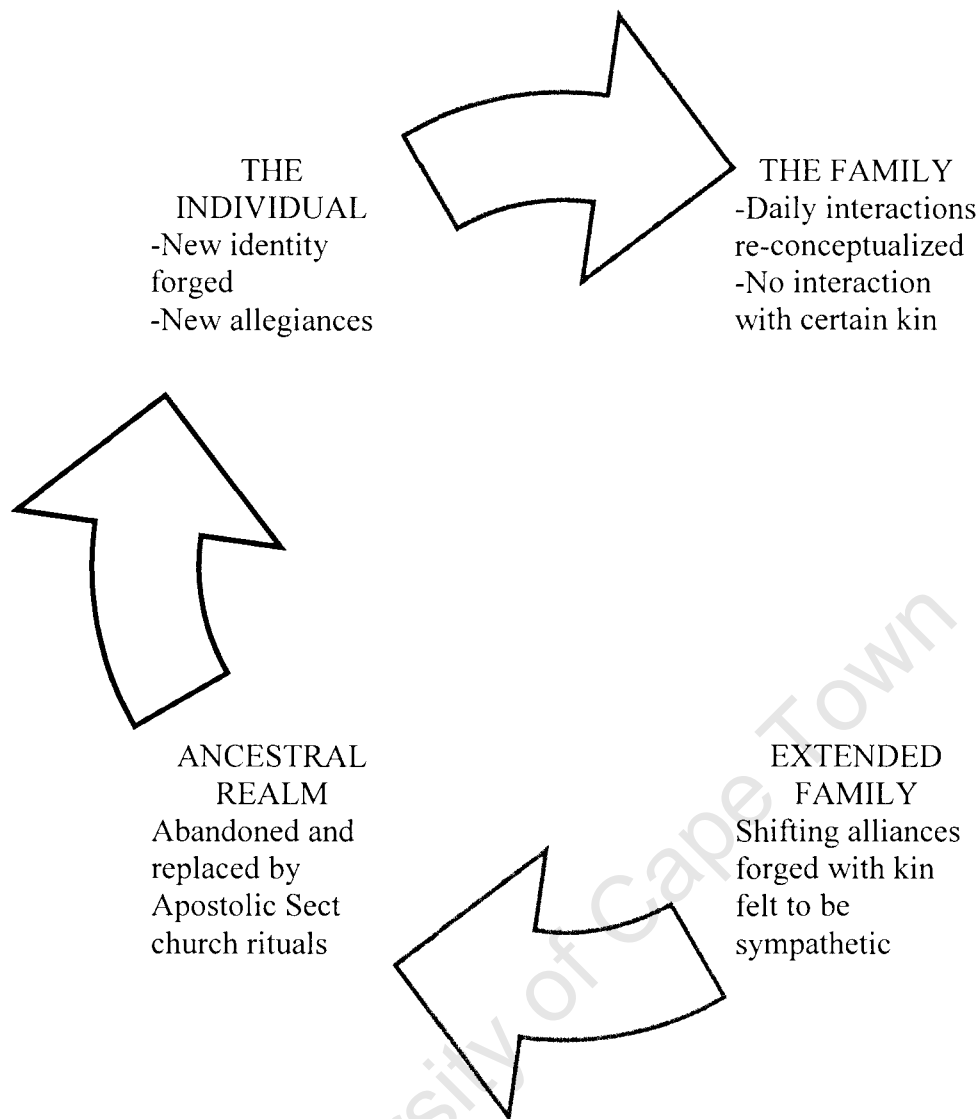 THE
INDIVIDUAL
-New identity
forged
-New allegiances
THE FAMILY
-Daily interactions
re-conceptualized
-No interaction
with certain kin
EXTENDED
FAMILY
Shifting alliances
forged with kin
felt to be
sympathetic
ANCESTRAL
REALM
Abandoned and
replaced by
Apostolic Sect
church rituals
of Cape Town